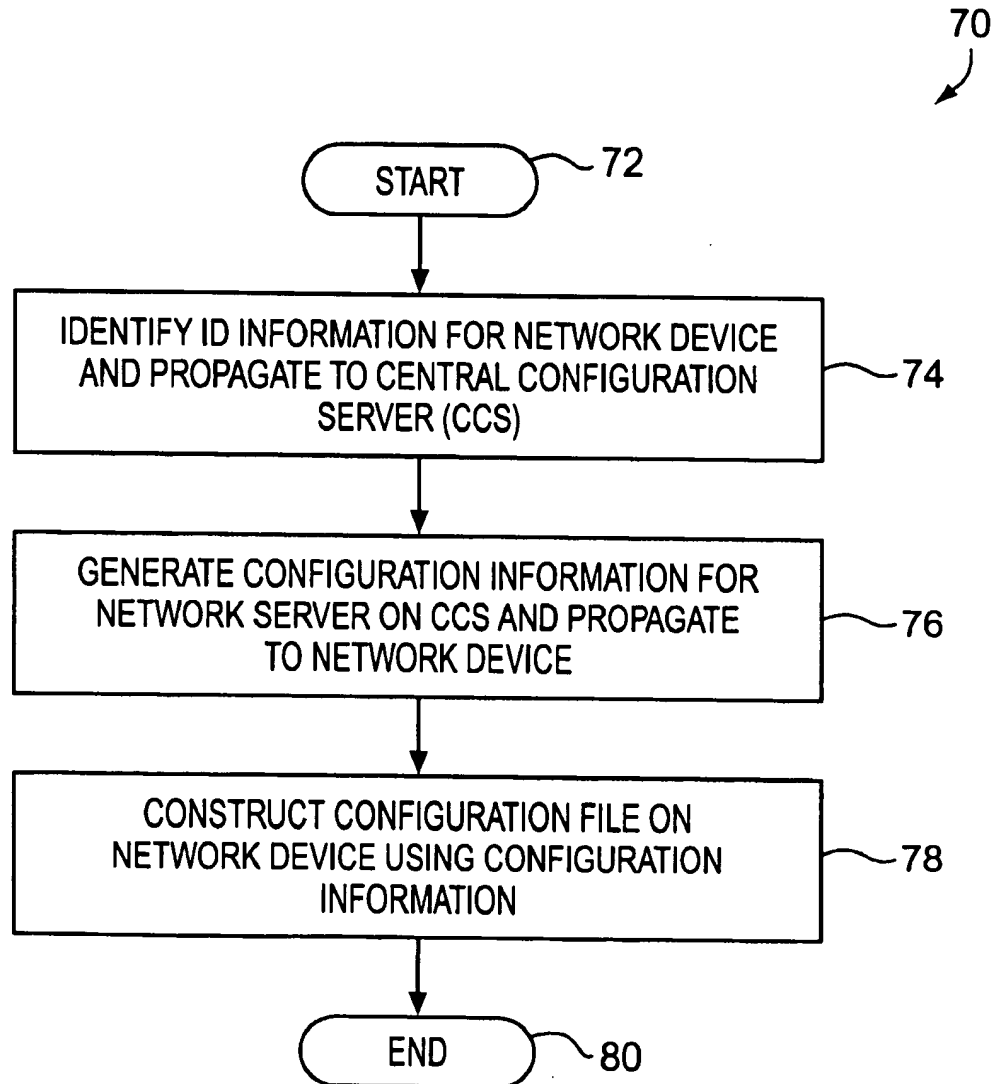 70
START
72
IDENTIFY ID INFORMATION FOR NETWORK DEVICE
AND PROPAGATE TO CENTRAL CONFIGURATION
SERVER (CCS)
74
GENERATE CONFIGURATION INFORMATION FOR
NETWORK SERVER ON CCS AND PROPAGATE
TO NETWORK DEVICE
76
CONSTRUCT CONFIGURATION FILE ON
NETWORK DEVICE USING CONFIGURATION
INFORMATION
78
END
80